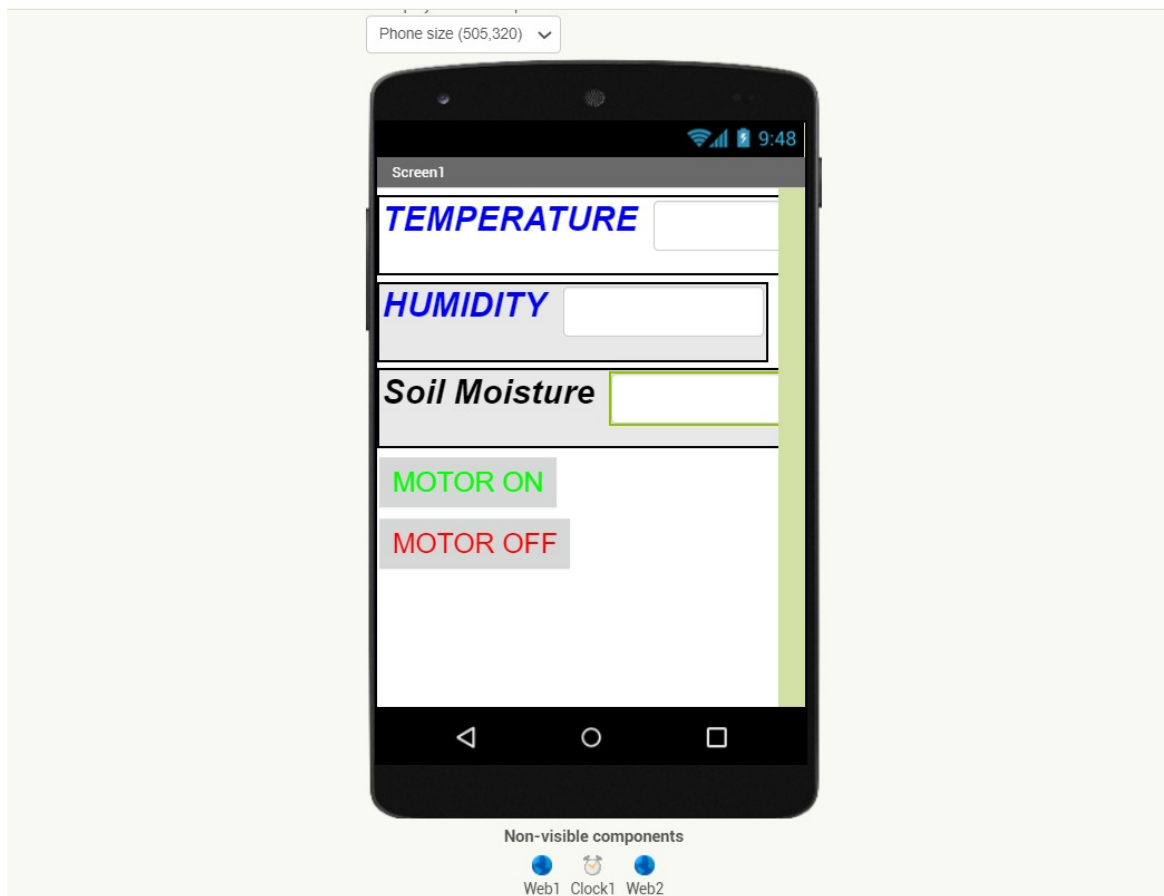 Phone size (505,320)
9:48
Screen1
TEMPERATURE
HUMIDITY
Soil Moisture
MOTOR ON
MOTOR OFF
Non-visible components
Web1 Clock1 Web2